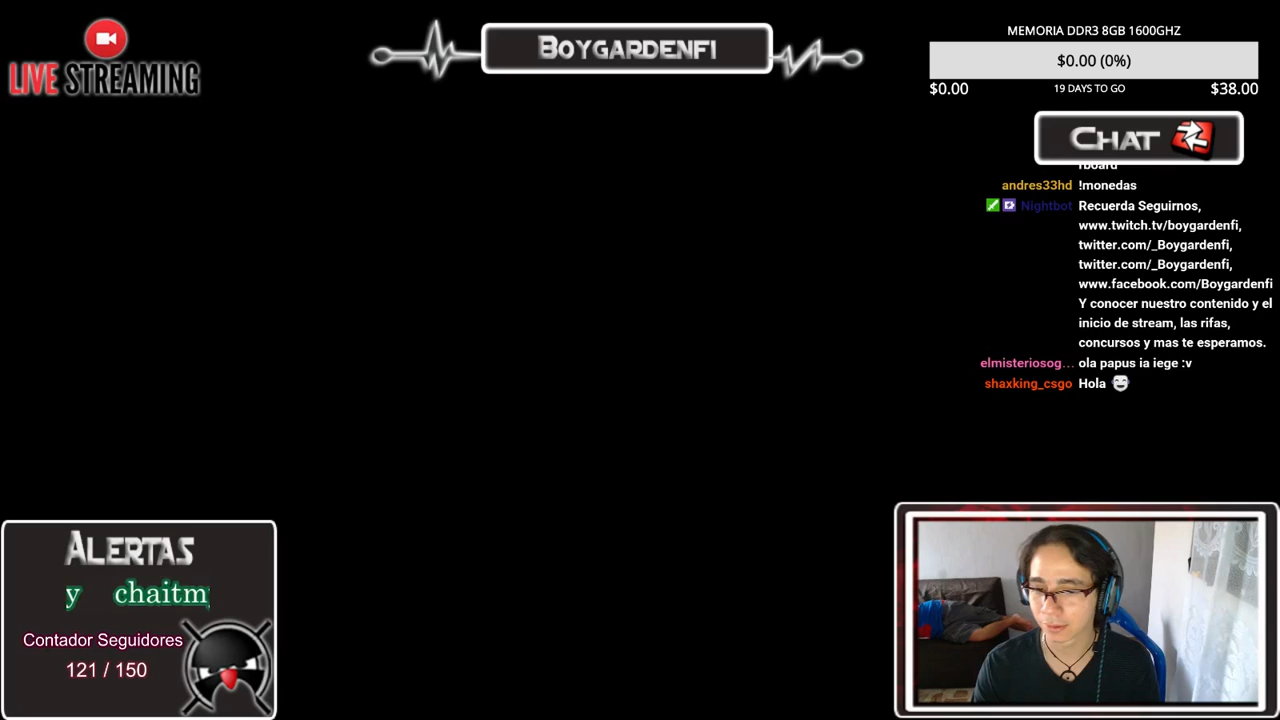 LIVE STREAMING
BOYGARDENFI
MEMORIA DDR3 8GB 1600GHZ
$0.00 (0%)
$0.00 19 DAYS TO GO $38.00
CHAT
andres33hd !monedas
Nightbot Recuerda Seguirnos,
www.twitch.tv/boygardenfi,
twitter.com/_Boygardenfi,
twitter.com/_Boygardenfi,
www.facebook.com/Boygardenfi
Y conocer nuestro contenido y el
inicio de stream, las rifas,
concursos y mas te esperamos.
elmisteriosog... ola papus ia iege :v
shaxking_csgo Hola
ALERTAS
y chaitm
Contador Seguidores
121 / 150